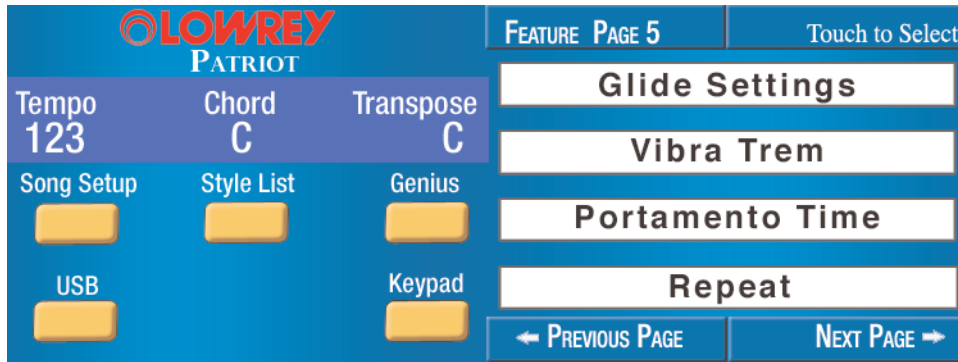 LOWREY
PATRIOT
Tempo Chord Transpose
123 C C
Song Setup Style List Genius
USB Keypad
FEATURE PAGE 5 Touch to Select
Glide Settings
Vibra Trem
Portamento Time
Repeat
PREVIOUS PAGE NEXT PAGE